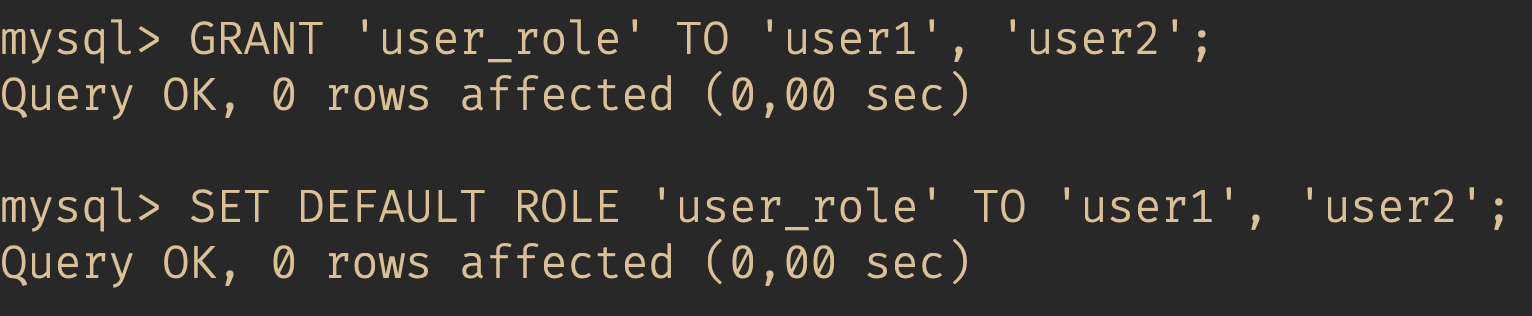 mysql> GRANT 'user_role' TO 'user1', 'user2';
Query OK, 0 rows affected (0,00 sec)
mysql> SET DEFAULT ROLE 'user_role' TO 'user1', 'user2';
Query OK, 0 rows affected (0,00 sec)